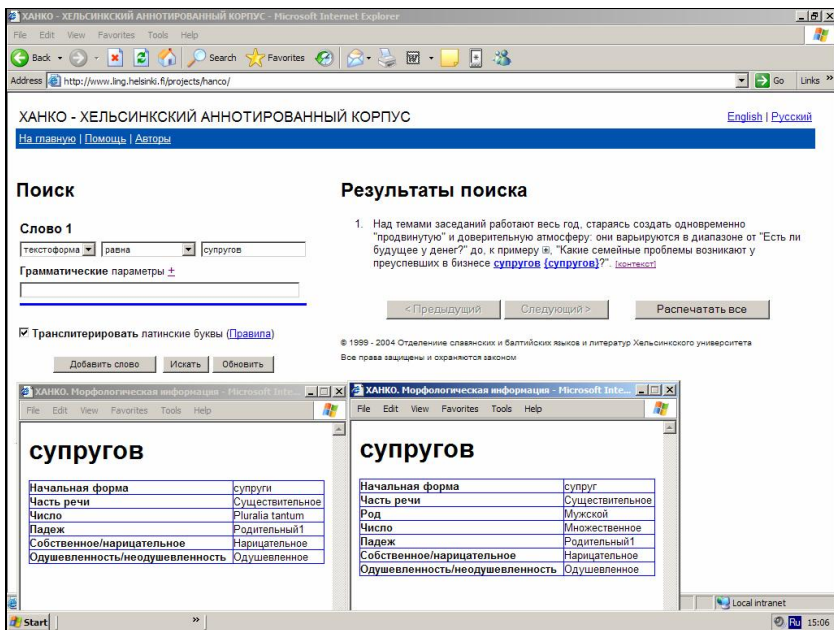 ХАНКО - ХЕЛЬСИНКСКИЙ АННОТИРОВАННЫЙ КОРПУС - Microsoft Internet Explorer
File Edit View Favorites Tools Help
Back Search Favorites
Address http://www.ling.helsinki.fi/projects/hanco/ Go Links »
ХАНКО - ХЕЛЬСИНКСКИЙ АННОТИРОВАННЫЙ КОРПУС
English | Русский
На главную | Помощь | Авторы
Поиск
Слово 1
текстоформа равна супругов
Грамматические параметры +
Транслитерировать латинские буквы (Правила)
Добавить слово Искать Обновить
Результаты поиска
1. Над темами заседаний работают весь год, стараясь создать одновременно
"продвинутую" и доверительную атмосферу: они варьируются в диапазоне от "Есть ли
будущее у денег?" до, к примеру, "Какие семейные проблемы возникают у
преуспевших в бизнесе супругов {супругов}?". [контекст]
<Предыдущий Следующий> Распечатать все
© 1999 - 2004 Отделениие славянских и балтийских языков и литератур Хельсинкского университета
Все права защищены и охраняются законом
ХАНКО. Морфологическая информация - Microsoft Inte...
File Edit View Favorites Tools Help
супругов
Начальная форма супруги
Часть речи Существительное
Число Pluralia tantum
Падеж Родительный1
Собственное/нарицательное Нарицательное
Одушевленность/неодушевленность Одушевленное
ХАНКО. Морфологическая информация - Microsoft Inte...
File Edit View Favorites Tools Help
супругов
Начальная форма супруг
Часть речи Существительное
Род Мужской
Число Множественное
Падеж Родительный1
Собственное/нарицательное Нарицательное
Одушевленность/неодушевленность Одушевленное
Local intranet
Start » Ru 15:06